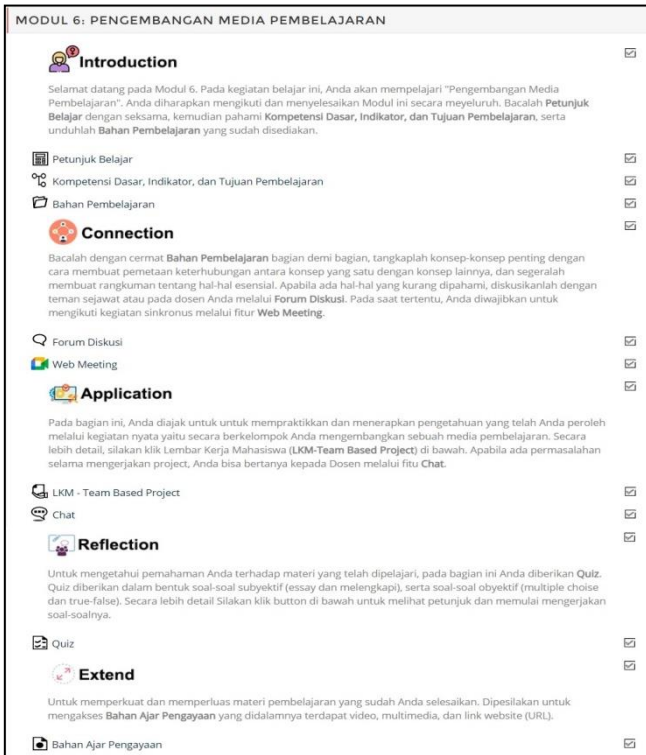 MODUL 6: PENGEMBANGAN MEDIA PEMBELAJARAN
Introduction
Selamat datang pada Modul 6. Pada kegiatan belajar ini, Anda akan mempelajari "Pengembangan Media
Pembelajaran". Anda diharapkan mengikuti dan menyelesaikan Modul ini secara meyeluruh. Bacalah Petunjuk
Belajar dengan seksama, kemudian pahami Kompetensi Dasar, Indikator, dan Tujuan Pembelajaran, serta
unduhlah Bahan Pembelajaran yang sudah disediakan.
Petunjuk Belajar
Kompetensi Dasar, Indikator, dan Tujuan Pembelajaran
Bahan Pembelajaran
Connection
Bacalah dengan cermat Bahan Pembelajaran bagian demi bagian, tangkaplah konsep-konsep penting dengan
cara membuat pemetaan keterhubungan antara konsep yang satu dengan konsep lainnya, dan segeralah
membuat rangkuman tentang hal-hal esensial. Apabila ada hal-hal yang kurang dipahami, diskusikanlah dengan
teman sejawat atau pada dosen Anda melalui Forum Diskusi. Pada saat tertentu, Anda diwajibkan untuk
mengikuti kegiatan sinkronus melalui fitur Web Meeting.
Forum Diskusi
Web Meeting
Application
Pada bagian ini, Anda diajak untuk untuk mempraktikkan dan menerapkan pengetahuan yang telah Anda peroleh
melalui kegiatan nyata yaitu secara berkelompok Anda mengembangkan sebuah media pembelajaran. Secara
lebih detail, silakan klik Lembar Kerja Mahasiswa (LKM-Team Based Project) di bawah. Apabila ada permasalahan
selama mengerjakan project, Anda bisa bertanya kepada Dosen melalui fitu Chat.
LKM - Team Based Project
Chat
Reflection
Untuk mengetahui pemahaman Anda terhadap materi yang telah dipelajari, pada bagian ini Anda diberikan Quiz.
Quiz diberikan dalam bentuk soal-soal subyektif (essay dan melengkapi), serta soal-soal obyektif (multiple choise
dan true-false). Secara lebih detail Silakan klik button di bawah untuk melihat petunjuk dan memulai mengerjakan
soal-soalnya.
Quiz
Extend
Untuk memperkuat dan memperluas materi pembelajaran yang sudah Anda selesaikan. Dipesilakan untuk
mengakses Bahan Ajar Pengayaan yang didalamnya terdapat video, multimedia, dan link website (URL).
Bahan Ajar Pengayaan